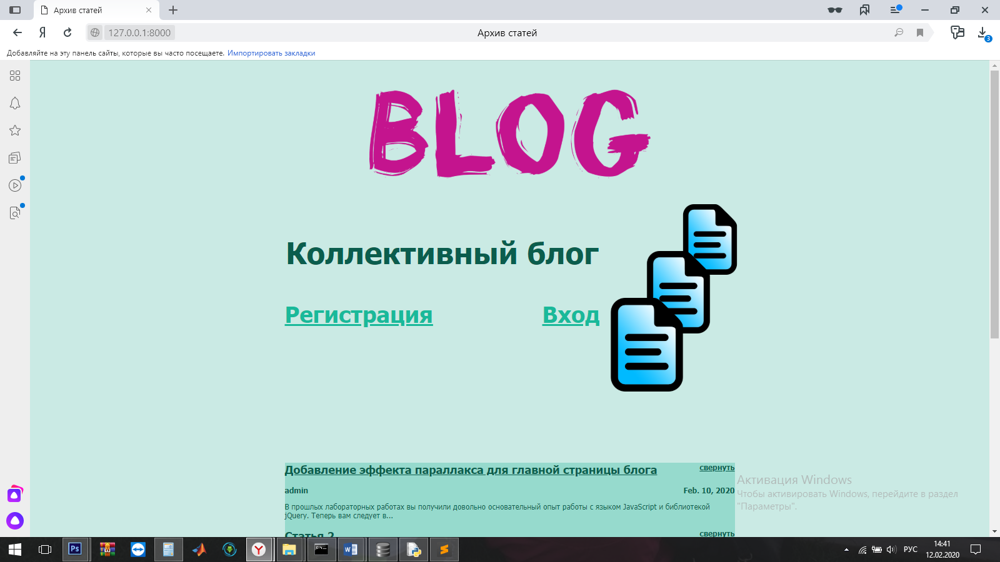 Архив статей
127.0.0.1:8000
Архив статей
3
Добавляйте на эту панель сайты, которые вы часто посещаете. Импортировать закладки
BLOG
Коллективный блог
Регистрация Вход
Добавление эффекта параллакса для главной страницы блога свернуть
admin Feb. 10, 2020
В прошлых лабораторных работах вы получили довольно основательный опыт работы с языком JavaScript и библиотекой
jQuery. Теперь вам следует в...
Статья 2 свернуть
Активация Windows
Чтобы активировать Windows, перейдите в раздел
"Параметры".
Ps
РУС
14:41
12.02.2020